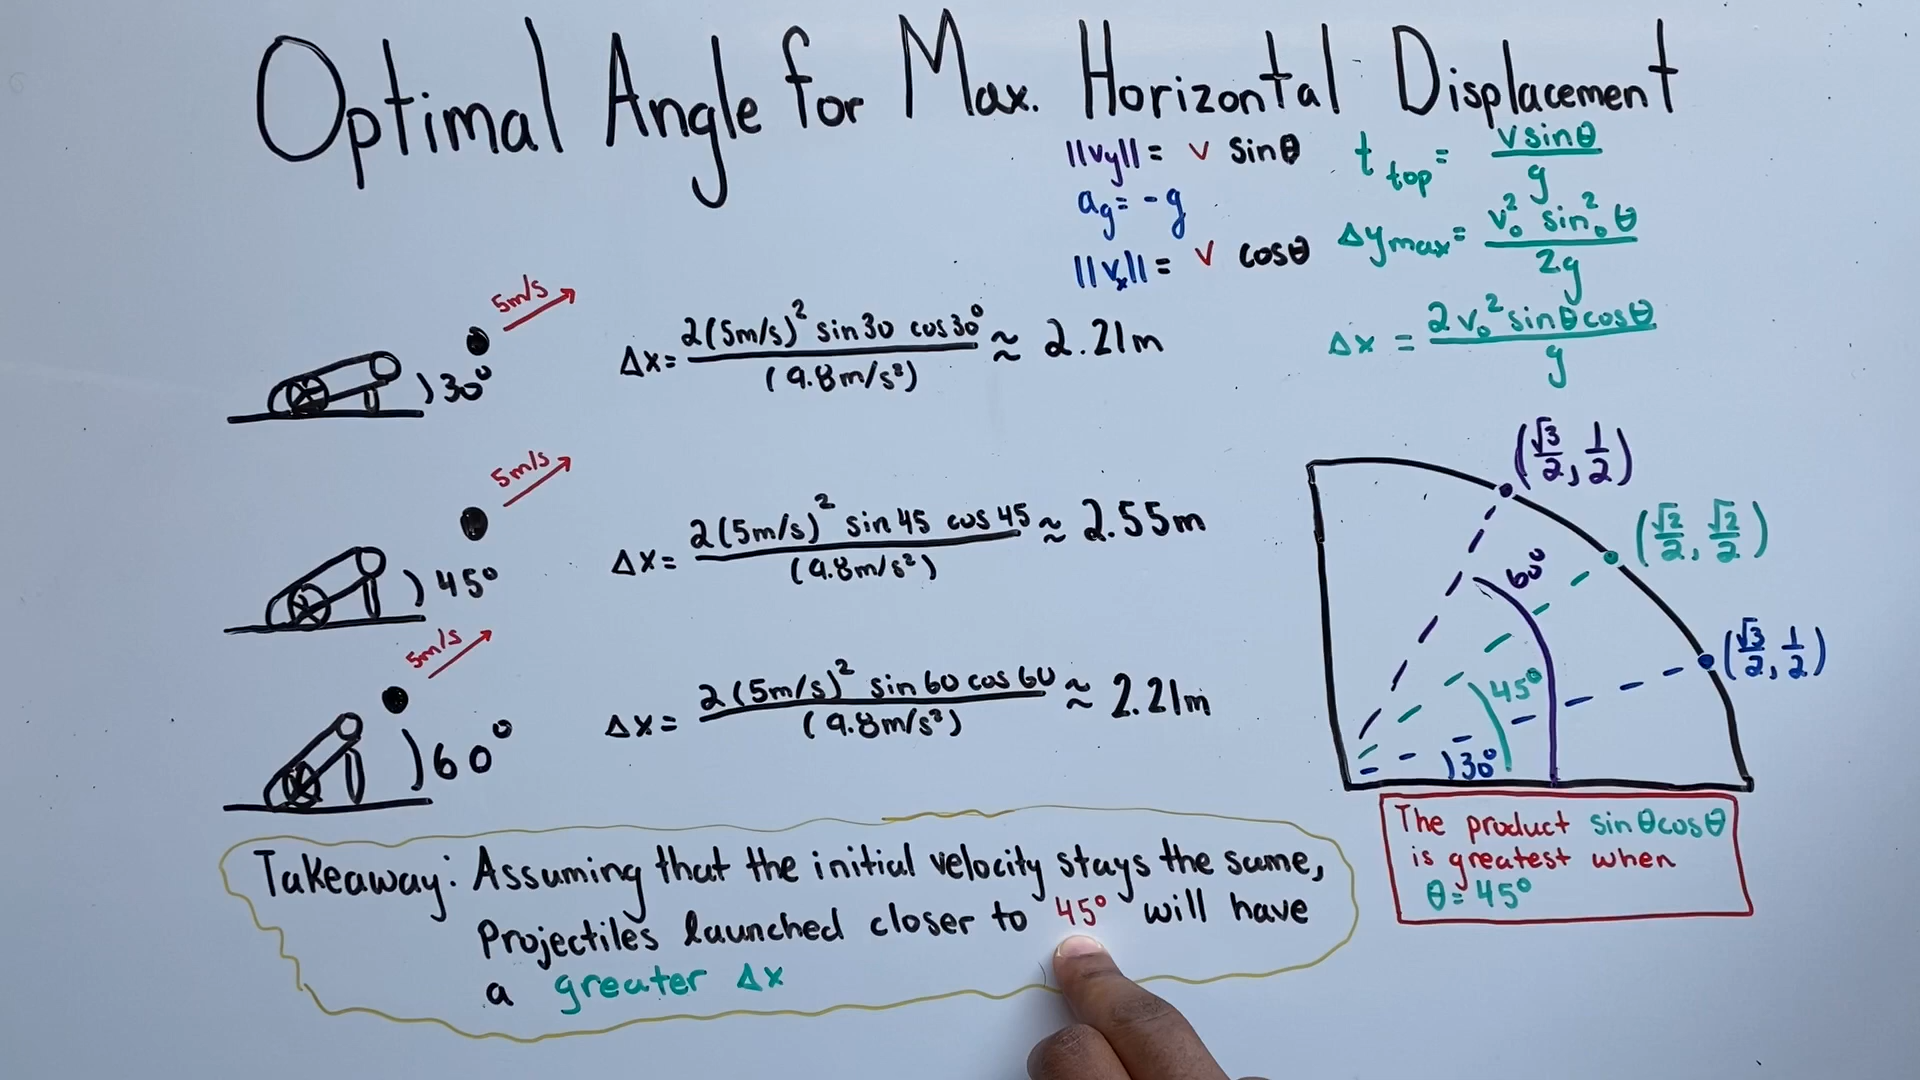 Optimal Angle for Max. Horizontal Displacement
||vy|| = v sinθ
ag = -g
||vx|| = v cosθ
t top = vsinθ / g
Δymax = v₀² sin₀²θ / 2g
Δx = 2v₀² sinθcosθ / g
5m/s
)30°
Δx = 2(5m/s)² sin30 cos30° / (9.8m/s²) ≈ 2.21m
5m/s
)45°
Δx = 2(5m/s)² sin45 cos45 / (9.8m/s²) ≈ 2.55m
5m/s
)60°
Δx = 2(5m/s)² sin60 cos60 / (9.8m/s²) ≈ 2.21m
(√3/2, 1/2)
(√2/2, √2/2)
(√3/2, 1/2)
60°
45°
)30°
The product sinθcosθ
is greatest when
θ = 45°
Takeaway: Assuming that the initial velocity stays the same,
Projectiles launched closer to 45° will have
a greater Δx